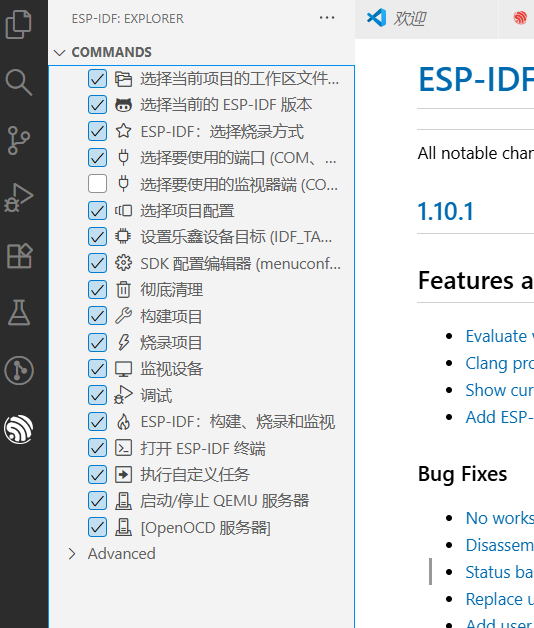 ESP-IDF: EXPLORER
欢迎
COMMANDS
选择当前项目的工作区文件...
选择当前的 ESP-IDF 版本
ESP-IDF：选择烧录方式
选择要使用的端口 (COM、...
选择要使用的监视器端 (CO...
选择项目配置
设置乐鑫设备目标 (IDF_TA...
SDK 配置编辑器 (menuconf...
彻底清理
构建项目
烧录项目
监视设备
调试
ESP-IDF：构建、烧录和监视
打开 ESP-IDF 终端
执行自定义任务
启动/停止 QEMU 服务器
[OpenOCD 服务器]
Advanced
ESP-IDF
All notable char
1.10.1
Features a
Evaluate
Clang pro
Show cur
Add ESP-
Bug Fixes
No works
Disassem
Status ba
Replace u
Add user